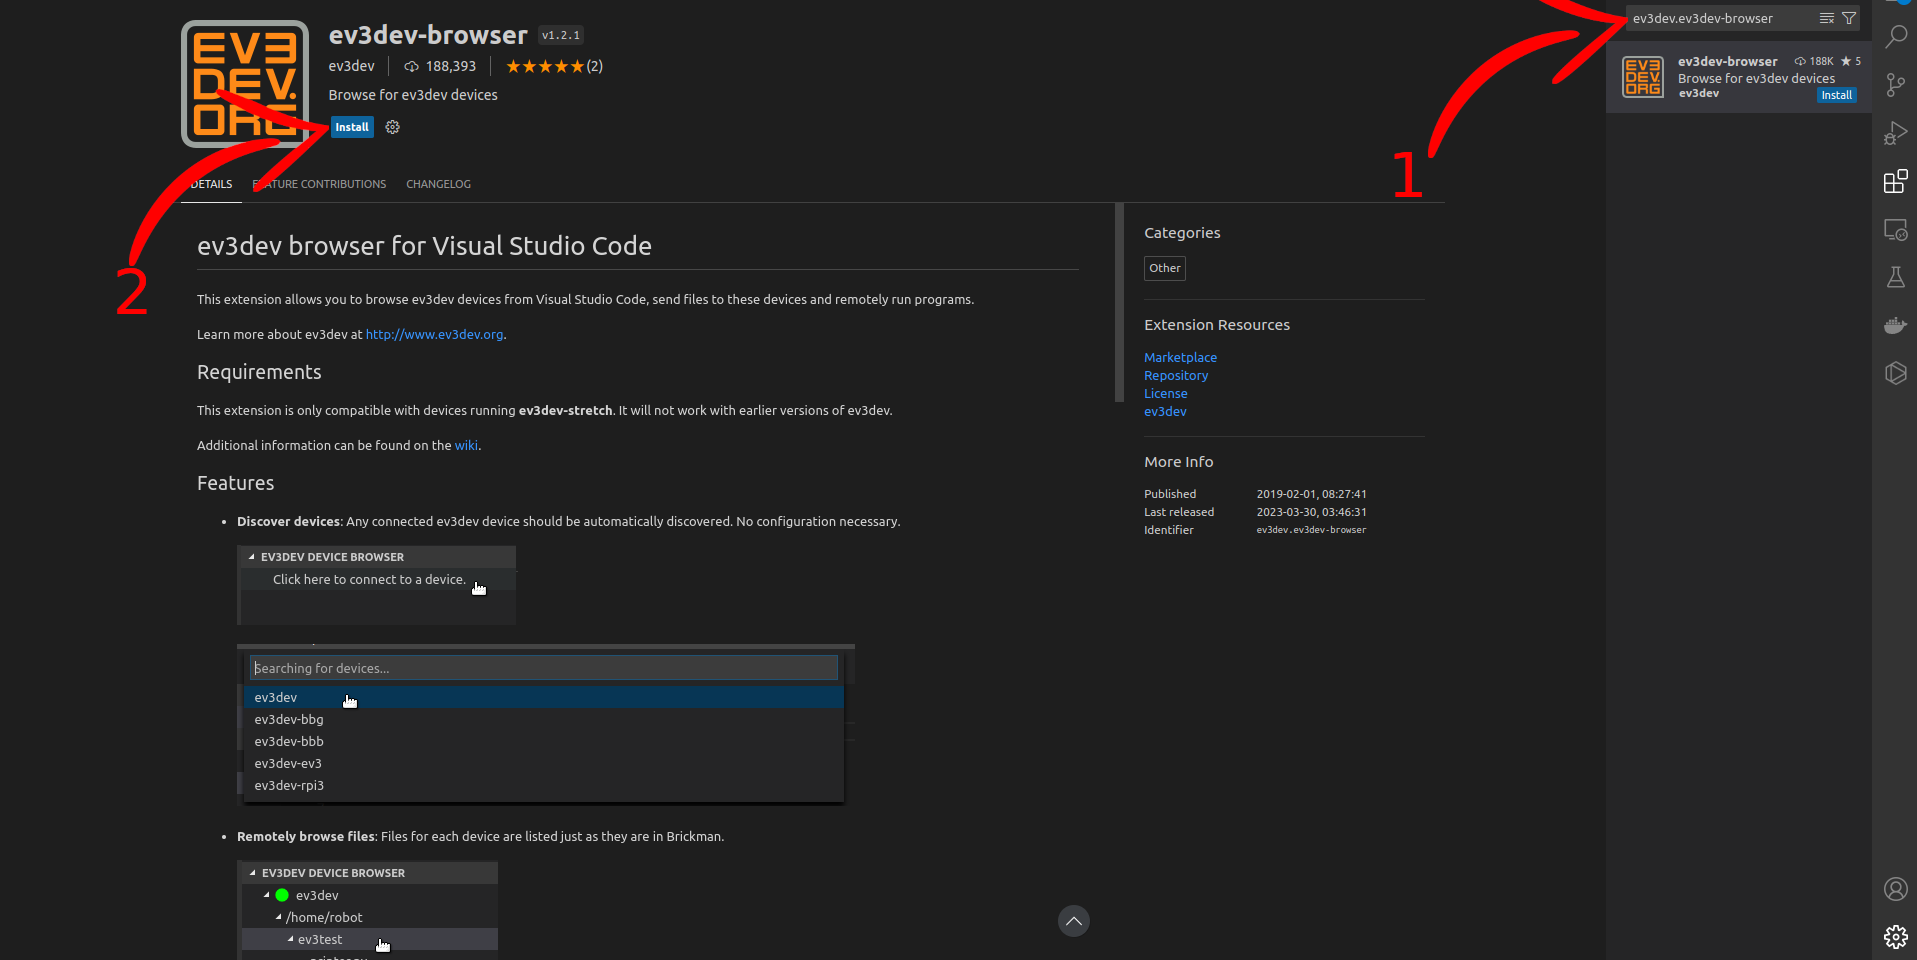 EV3
DEV.
ORG
ev3dev-browser v1.2.1
ev3dev 188,393 (2)
Browse for ev3dev devices
Install
2
DETAILS FEATURE CONTRIBUTIONS CHANGELOG
ev3dev browser for Visual Studio Code
This extension allows you to browse ev3dev devices from Visual Studio Code, send files to these devices and remotely run programs.
Learn more about ev3dev at http://www.ev3dev.org.
Requirements
This extension is only compatible with devices running ev3dev-stretch. It will not work with earlier versions of ev3dev.
Additional information can be found on the wiki.
Features
• Discover devices: Any connected ev3dev device should be automatically discovered. No configuration necessary.
EV3DEV DEVICE BROWSER
Click here to connect to a device.
Searching for devices...
ev3dev
ev3dev-bbg
ev3dev-bbb
ev3dev-ev3
ev3dev-rpi3
• Remotely browse files: Files for each device are listed just as they are in Brickman.
EV3DEV DEVICE BROWSER
ev3dev
/home/robot
ev3test
Categories
Other
Extension Resources
Marketplace
Repository
License
ev3dev
More Info
Published 2019-02-01, 08:27:41
Last released 2023-03-30, 03:46:31
Identifier ev3dev.ev3dev-browser
1
ev3dev.ev3dev-browser
EV3
DEV.
ORG
ev3dev-browser 188K ★ 5
Browse for ev3dev devices
ev3dev Install